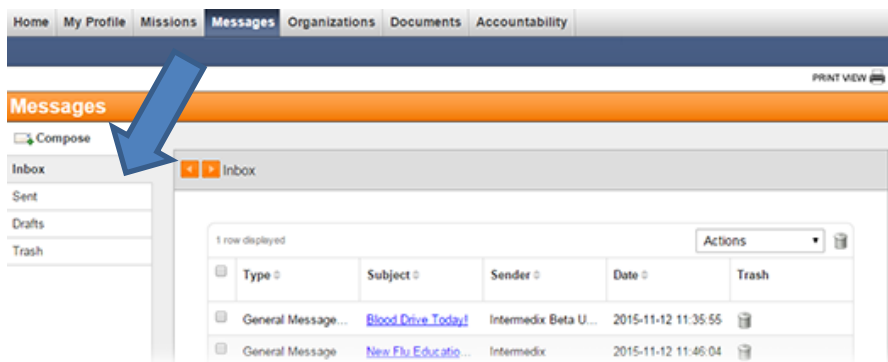 Home My Profile Missions Messages Organizations Documents Accountability
PRINT VIEW
Messages
Compose
Inbox
Inbox
Sent
Drafts
Trash
1 row displayed
Actions
Type Subject Sender Date Trash
General Message... Blood Drive Today! Intermedix Beta U... 2015-11-12 11:35:55
General Message New Flu Educatio... Intermedix 2015-11-12 11:46:04